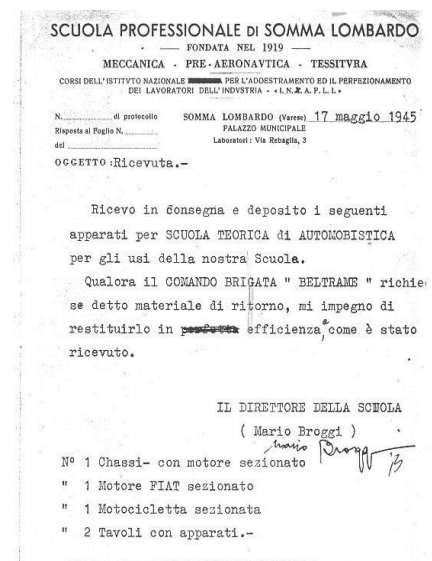 SCUOLA PROFESSIONALE DI SOMMA LOMBARDO
FONDATA NEL 1919
MECCANICA - PRE-AERONAVTICA - TESSITVRA
CORSI DELL'ISTITVTO NAZIONALE PER L'ADDESTRAMENTO ED IL PERFEZIONAMENTO
DEI LAVORATORI DELL'INDVSTRIA - «I.N.X.A.P.L.I.»
N. di protocollo
Risposta al Foglio N.
del
SOMMA LOMBARDO (Varese) 17 maggio 1945
PALAZZO MUNICIPALE
Laboratori: Via Rebaglia, 3
OGGETTO :Ricevuta.-
Ricevo in consegna e deposito i seguenti
apparati per SCUOLA TEORICA di AUTOMOBISTICA
per gli usi della nostra Scuola.
Qualora il COMANDO BRIGATA " BELTRAME " richie
se detto materiale di ritorno, mi impegno di
restituirlo in efficienza e come è stato
ricevuto.
IL DIRETTORE DELLA SCUOLA
( Mario Broggi )
Mario Broggi
N° 1 Chassi- con motore sezionato
" 1 Motore FIAT sezionato
" 1 Motocicletta sezionata
" 2 Tavoli con apparati.-